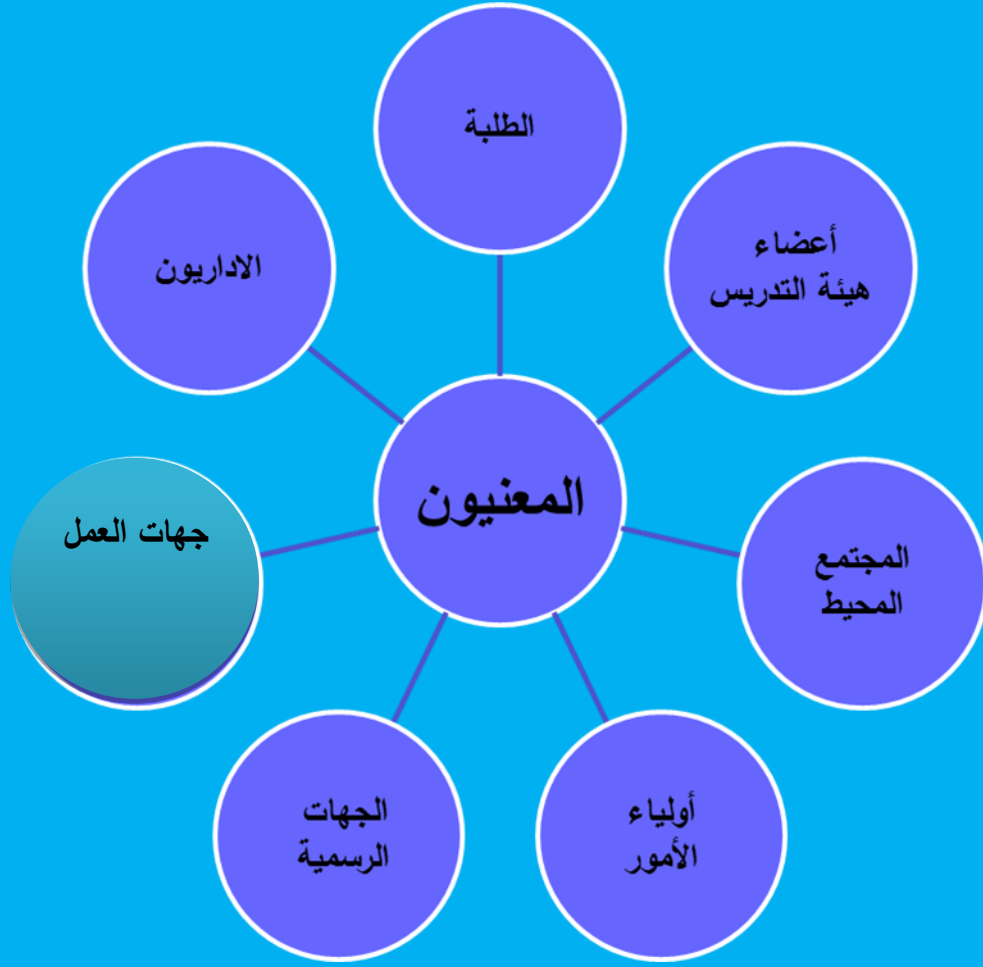 الطلبة
أعضاء
هيئة التدريس
الاداريون
المعنيون
جهات العمل
المجتمع
المحيط
الجهات
الرسمية
أولياء
الأمور